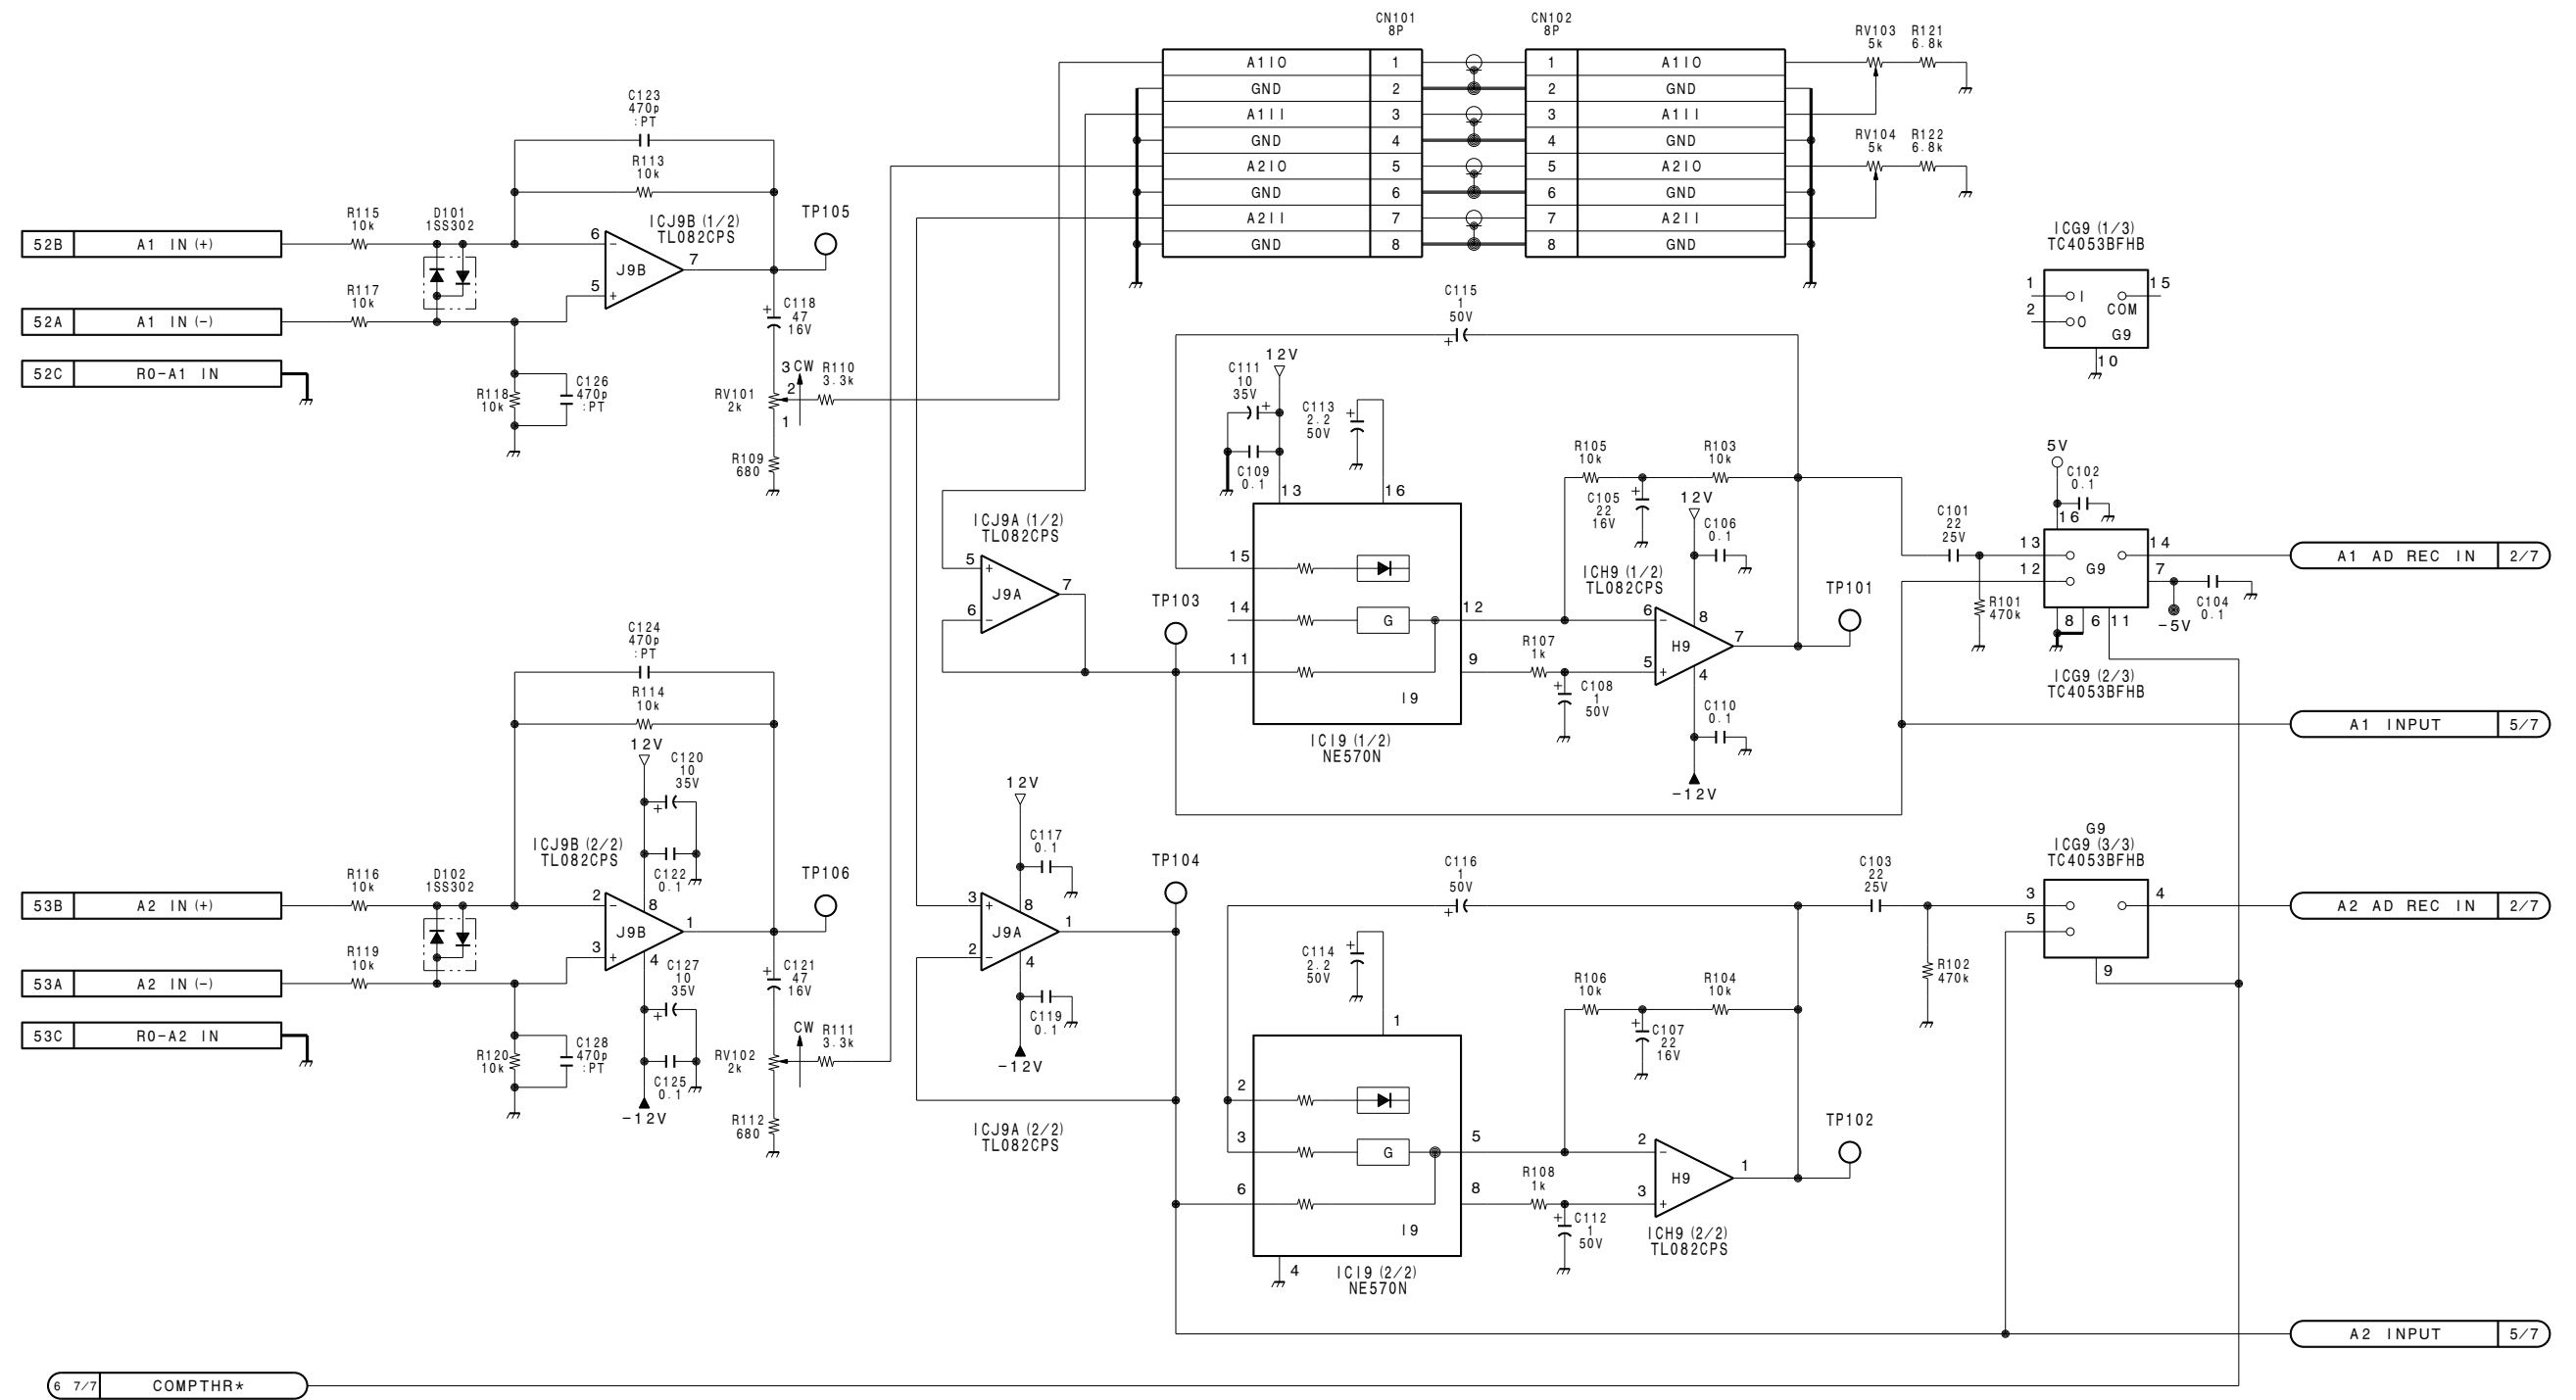 CN101
8P
CN102
8P
A1IO 1 1 A1IO
GND 2 2 GND
A1II 3 3 A1II
GND 4 4 GND
A2IO 5 5 A2IO
GND 6 6 GND
A2II 7 7 A2II
GND 8 8 GND
RV103
5k
R121
6.8k
RV104
5k
R122
6.8k
C123
470p
:PT
R113
10k
ICJ9B (1/2)
TL082CPS
TP105
52B A1 IN (+)
R115
10k
D101
1SS302
6
−
J9B
7
5
+
52A A1 IN (−)
R117
10k
52C RO−A1 IN
R118
10k
C126
470p
:PT
+
C118
47
16V
3 CW
2
1
RV101
2k
R110
3.3k
R109
680
ICG9 (1/3)
TC4053BFHB
1
2
I
O
COM
15
G9
10
C115
1
50V
+
12V
C111
10
35V
+
C109
0.1
C113
2.2
50V
+
13
16
15
14
G
12
11
9
I9
ICI9 (1/2)
NE570N
ICJ9A (1/2)
TL082CPS
5
+
J9A
7
6
−
TP103
R105
10k
R103
10k
C105
22
16V
+
12V
C106
0.1
ICH9 (1/2)
TL082CPS
R107
1k
+
C108
1
50V
6
−
8
H9
7
5
+
4
C110
0.1
−12V
TP101
5V
C102
0.1
C101
22
25V
R101
470k
16
13
12
G9
14
7
8
6
11
−5V
C104
0.1
ICG9 (2/3)
TC4053BFHB
A1 AD REC IN 2/7
A1 INPUT 5/7
C124
470p
:PT
R114
10k
12V
C120
10
35V
+
ICJ9B (2/2)
TL082CPS
C122
0.1
TP106
53B A2 IN (+)
R116
10k
D102
1SS302
2
−
8
J9B
1
3
+
4
53A A2 IN (−)
R119
10k
53C RO−A2 IN
R120
10k
C128
470p
:PT
C127
10
35V
+
C125
0.1
−12V
+
C121
47
16V
CW
RV102
2k
R111
3.3k
R112
680
12V
C117
0.1
3
+
8
J9A
1
2
−
4
C119
0.1
−12V
ICJ9A (2/2)
TL082CPS
TP104
C116
1
50V
+
C114
2.2
50V
+
1
2
3
G
5
6
8
I9
4
ICI9 (2/2)
NE570N
R106
10k
R104
10k
+
C107
22
16V
R108
1k
+
C112
1
50V
2
−
H9
1
3
+
ICH9 (2/2)
TL082CPS
TP102
C103
22
25V
R102
470k
G9
ICG9 (3/3)
TC4053BFHB
3
5
4
9
A2 AD REC IN 2/7
A2 INPUT 5/7
6 7/7 COMPTHR*